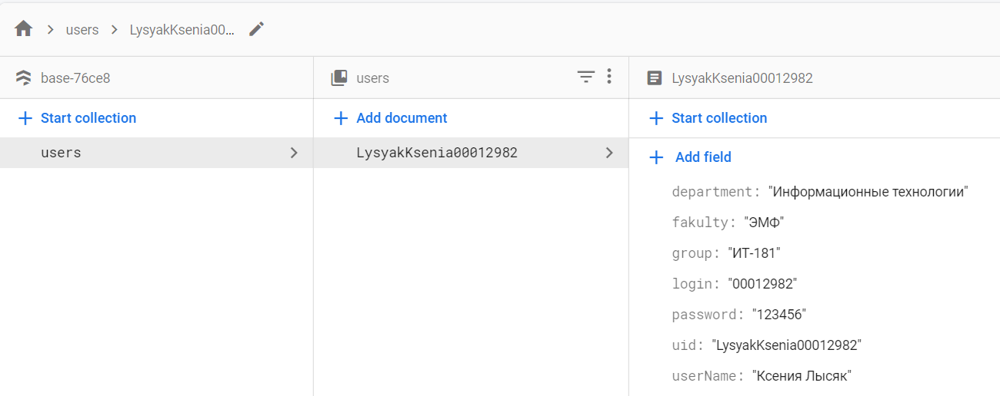 users
LysyakKsenia00...
base-76ce8
users
LysyakKsenia00012982
Start collection
Add document
Start collection
users
LysyakKsenia00012982
Add field
department: "Информационные технологии"
fakulty: "ЭМФ"
group: "ИТ-181"
login: "00012982"
password: "123456"
uid: "LysyakKsenia00012982"
userName: "Ксения Лысяк"